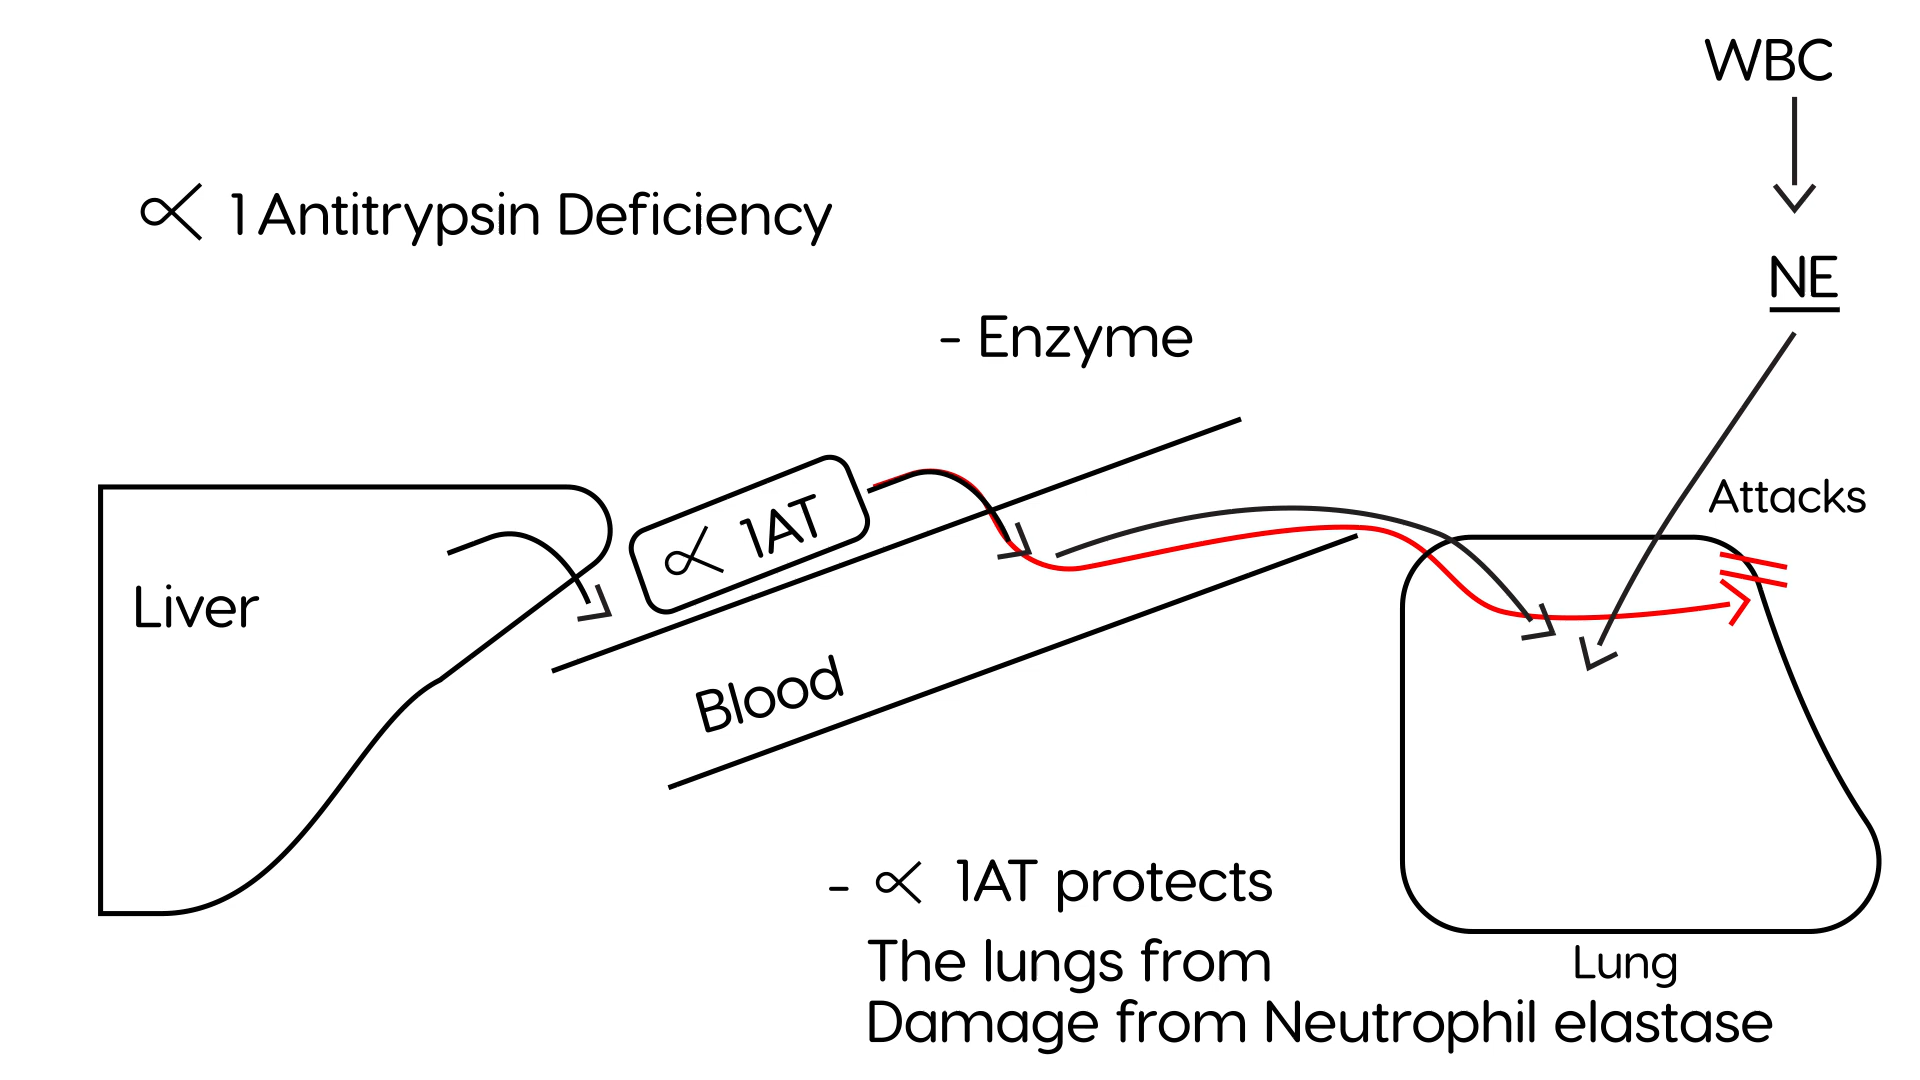 WBC
∝ 1 Antitrypsin Deficiency
NE
- Enzyme
Attacks
∝ 1AT
Liver
Blood
- ∝ 1AT protects
The lungs from
Lung
Damage from Neutrophil elastase